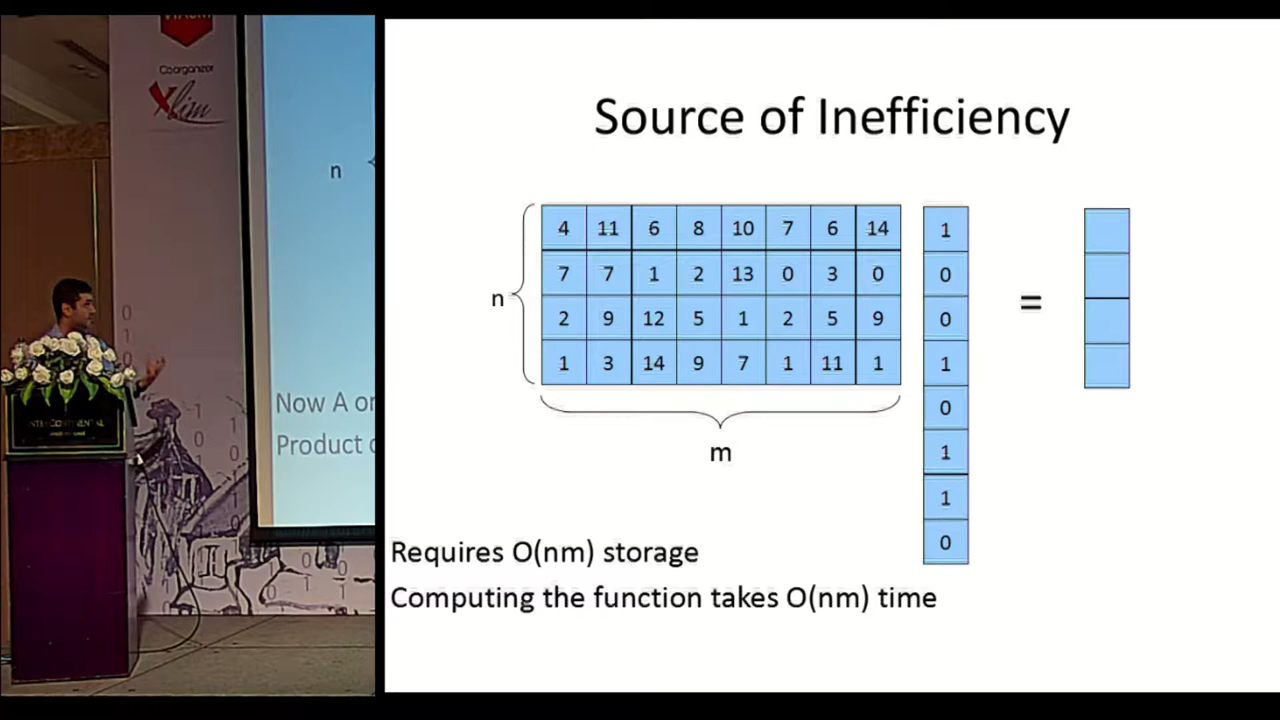 Coorganizer
Xlim
n
INTERCONTINENTAL
Now A or
Product
Source of Inefficiency
4 11 6 8 10 7 6 14
7 7 1 2 13 0 3 0
2 9 12 5 1 2 5 9
1 3 14 9 7 1 11 1
n
m
1
0
0
1
0
1
1
0
=
Requires O(nm) storage
Computing the function takes O(nm) time